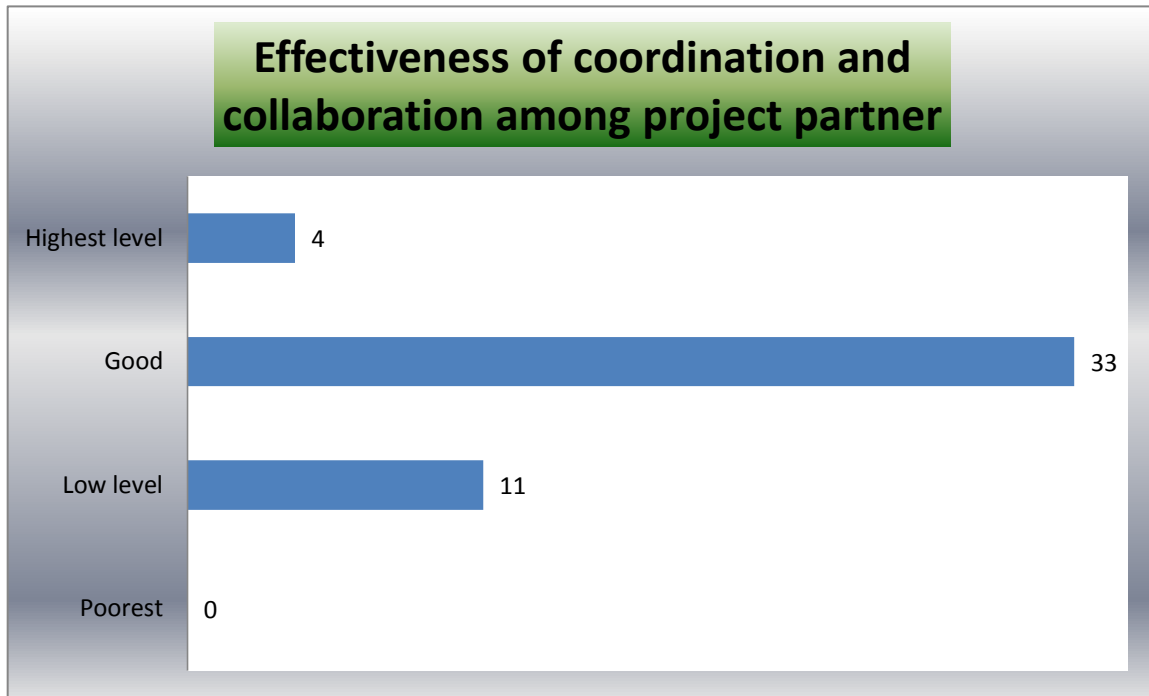 Effectiveness of coordination and
collaboration among project partner
Highest level
4
Good
33
Low level
11
Poorest
0